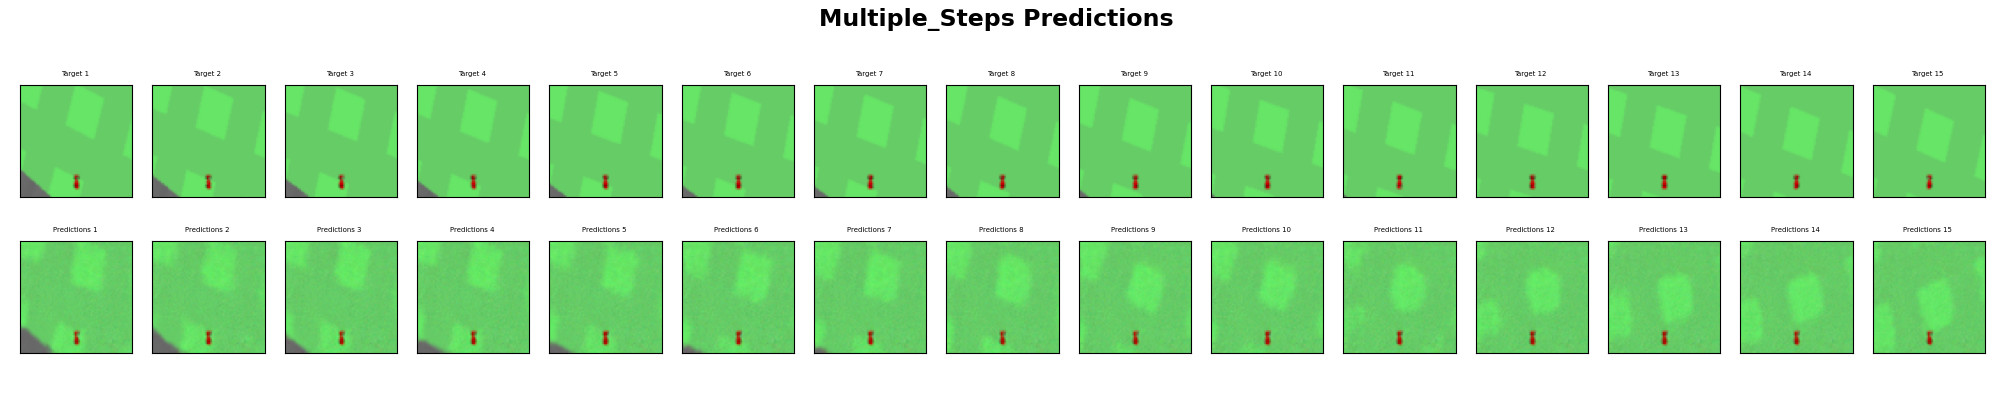 Multiple_Steps Predictions
Target 1 Target 2 Target 3 Target 4 Target 5 Target 6 Target 7 Target 8 Target 9 Target 10 Target 11 Target 12 Target 13 Target 14 Target 15
Predictions 1 Predictions 2 Predictions 3 Predictions 4 Predictions 5 Predictions 6 Predictions 7 Predictions 8 Predictions 9 Predictions 10 Predictions 11 Predictions 12 Predictions 13 Predictions 14 Predictions 15